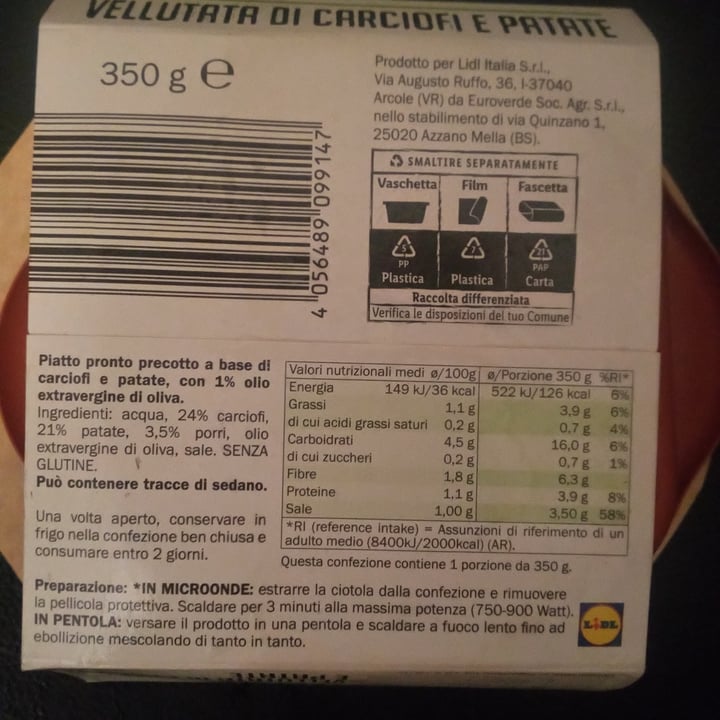 VELLUTATA DI CARCIOFI E PATATE
350 g ℮
Prodotto per Lidl Italia S.r.l.,
Via Augusto Ruffo, 36, I-37040
Arcole (VR) da Euroverde Soc. Agr. S.r.l.,
nello stabilimento di via Quinzano 1,
25020 Azzano Mella (BS).
4 056489 099147
SMALTIRE SEPARATAMENTE
Vaschetta Film Fascetta
5 7 21
PP PAP
Plastica Plastica Carta
Raccolta differenziata
Verifica le disposizioni del tuo Comune
Piatto pronto precotto a base di
carciofi e patate, con 1% olio
extravergine di oliva.
Ingredienti: acqua, 24% carciofi,
21% patate, 3,5% porri, olio
extravergine di oliva, sale. SENZA
GLUTINE.
Può contenere tracce di sedano.
Una volta aperto, conservare in
frigo nella confezione ben chiusa e
consumare entro 2 giorni.
Valori nutrizionali medi ø/100g ø/Porzione 350 g %RI*
Energia 149 kJ/36 kcal 522 kJ/126 kcal 6%
Grassi 1,1 g 3,9 g 6%
di cui acidi grassi saturi 0,2 g 0,7 g 4%
Carboidrati 4,5 g 16,0 g 6%
di cui zuccheri 0,2 g 0,7 g 1%
Fibre 1,8 g 6,3 g -
Proteine 1,1 g 3,9 g 8%
Sale 1,00 g 3,50 g 58%
*RI (reference intake) = Assunzioni di riferimento di un
adulto medio (8400kJ/2000kcal) (AR).
Questa confezione contiene 1 porzione da 350 g.
Preparazione: *IN MICROONDE: estrarre la ciotola dalla confezione e rimuovere
la pellicola protettiva. Scaldare per 3 minuti alla massima potenza (750-900 Watt).
IN PENTOLA: versare il prodotto in una pentola e scaldare a fuoco lento fino ad
ebollizione mescolando di tanto in tanto.
LIDL